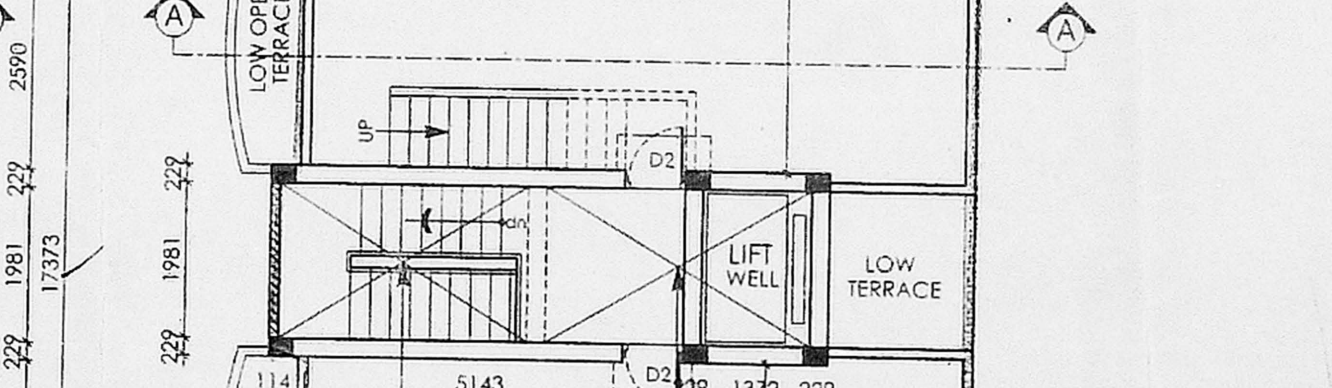 A
A
LOW OPE
TERRACE
2590
UP
D2
229
229
dn
1981
17373
1981
LIFT
WELL
LOW
TERRACE
229
229
114
5143
D2
1372